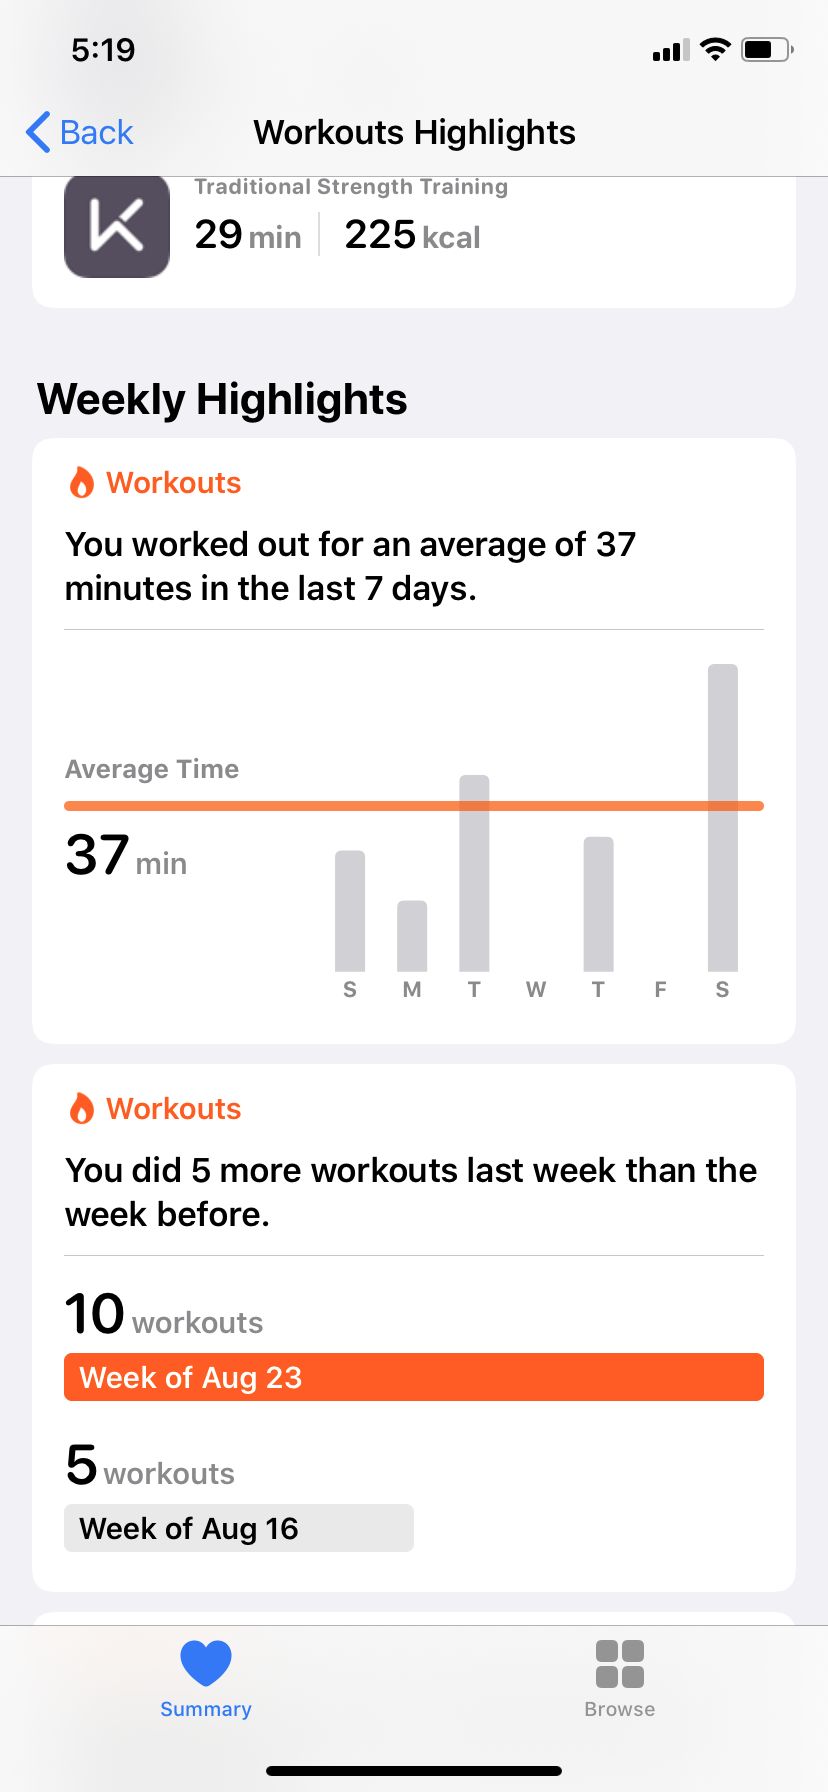 5:19
Back
Workouts Highlights
Traditional Strength Training
29 min 225 kcal
Weekly Highlights
Workouts
You worked out for an average of 37
minutes in the last 7 days.
Average Time
37 min
S M T W T F S
Workouts
You did 5 more workouts last week than the
week before.
10 workouts
Week of Aug 23
5 workouts
Week of Aug 16
Summary
Browse